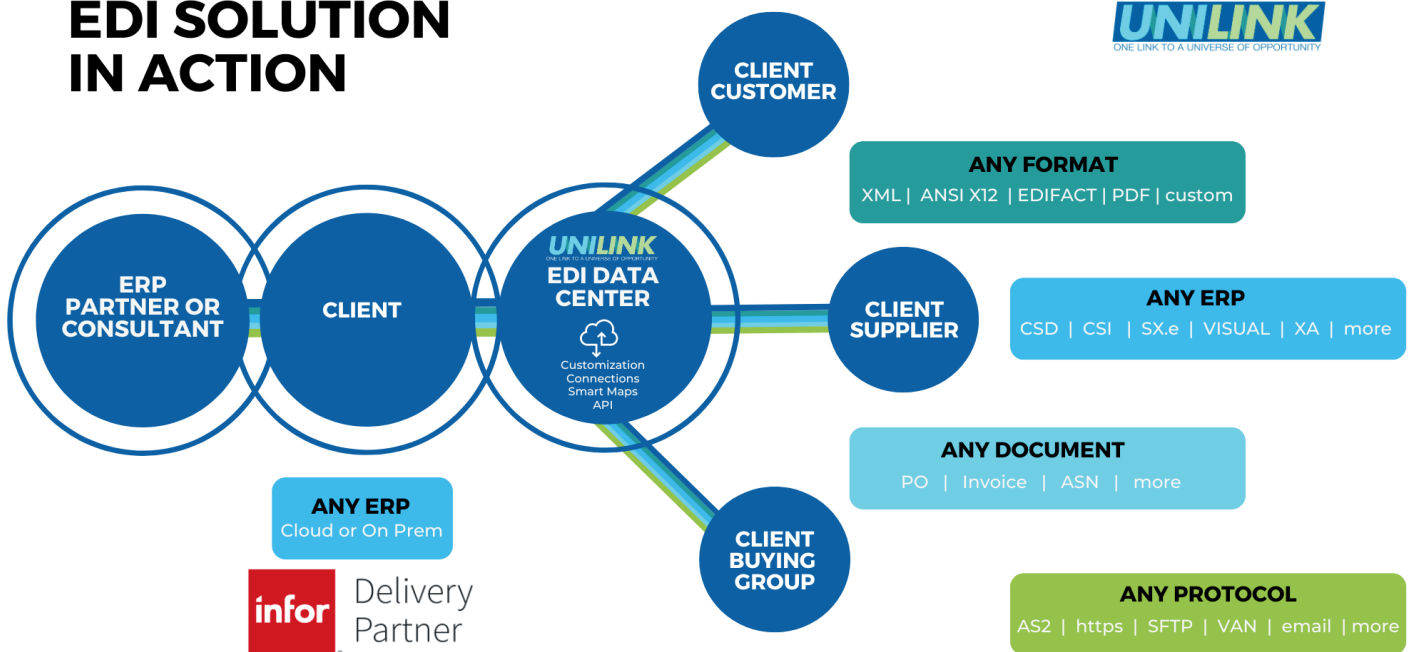 EDI SOLUTION
IN ACTION
UNILINK
ONE LINK TO A UNIVERSE OF OPPORTUNITY
CLIENT
CUSTOMER
ANY FORMAT
XML | ANSI X12 | EDIFACT | PDF | custom
ERP
PARTNER OR
CONSULTANT
CLIENT
UNILINK
ONE LINK TO A UNIVERSE OF OPPORTUNITY
EDI DATA
CENTER
Customization
Connections
Smart Maps
API
CLIENT
SUPPLIER
ANY ERP
CSD | CSI | SX.e | VISUAL | XA | more
ANY DOCUMENT
PO | Invoice | ASN | more
ANY ERP
Cloud or On Prem
infor
Delivery
Partner
CLIENT
BUYING
GROUP
ANY PROTOCOL
AS2 | https | SFTP | VAN | email | more